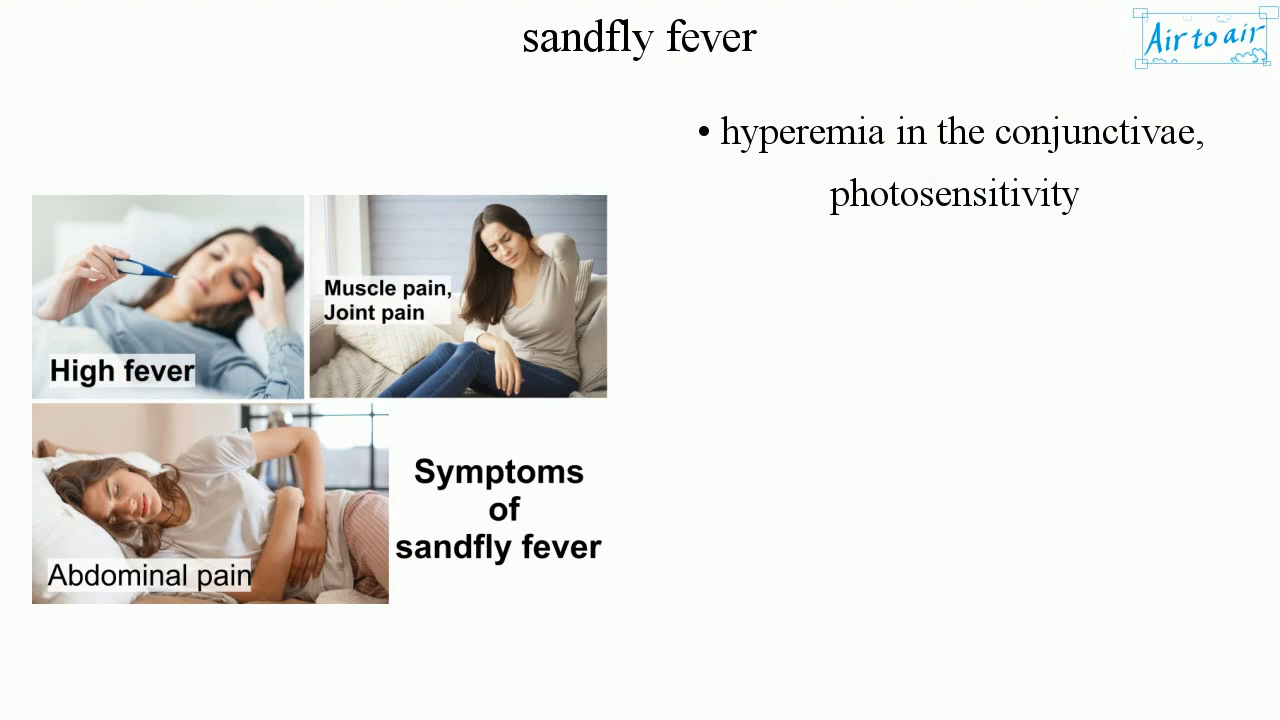 sandfly fever
Air to air
• hyperemia in the conjunctivae,
photosensitivity
High fever
Muscle pain,
Joint pain
Abdominal pain
Symptoms
of
sandfly fever